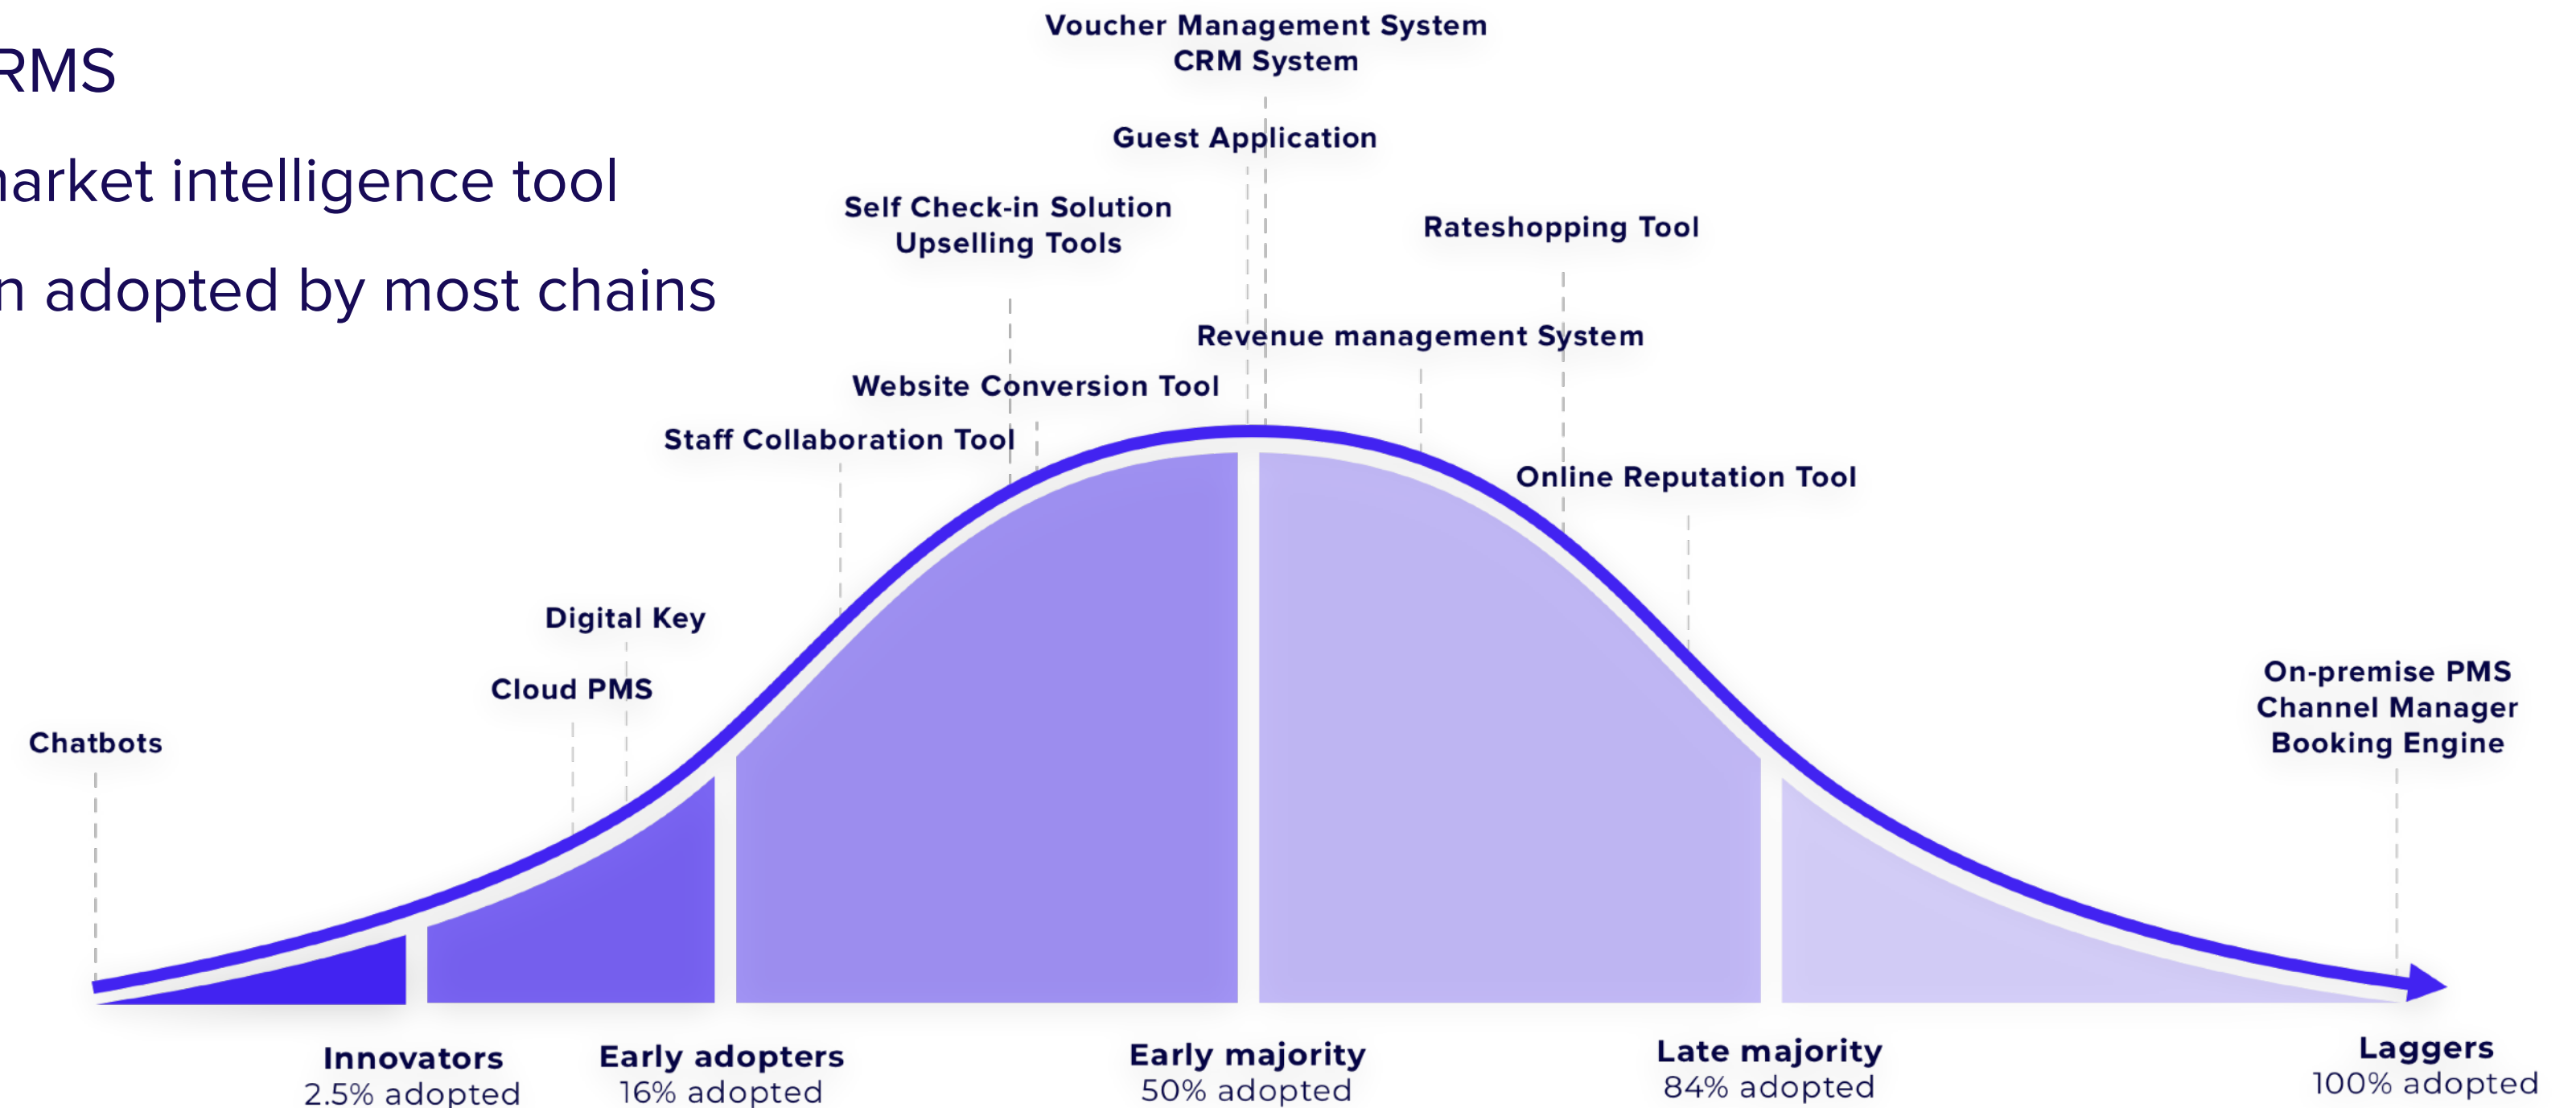 RMS
market intelligence tool
n adopted by most chains
Voucher Management System
CRM System
Guest Application
Self Check-in Solution
Upselling Tools
Rateshopping Tool
Revenue management System
Website Conversion Tool
Staff Collaboration Tool
Online Reputation Tool
Digital Key
Cloud PMS
Chatbots
On-premise PMS
Channel Manager
Booking Engine
Innovators
2.5% adopted
Early adopters
16% adopted
Early majority
50% adopted
Late majority
84% adopted
Laggers
100% adopted